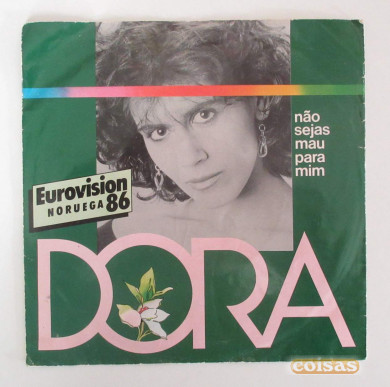 não
sejas
mau
para
mim
Eurovision
NORUEGA 86
DORA
coisas